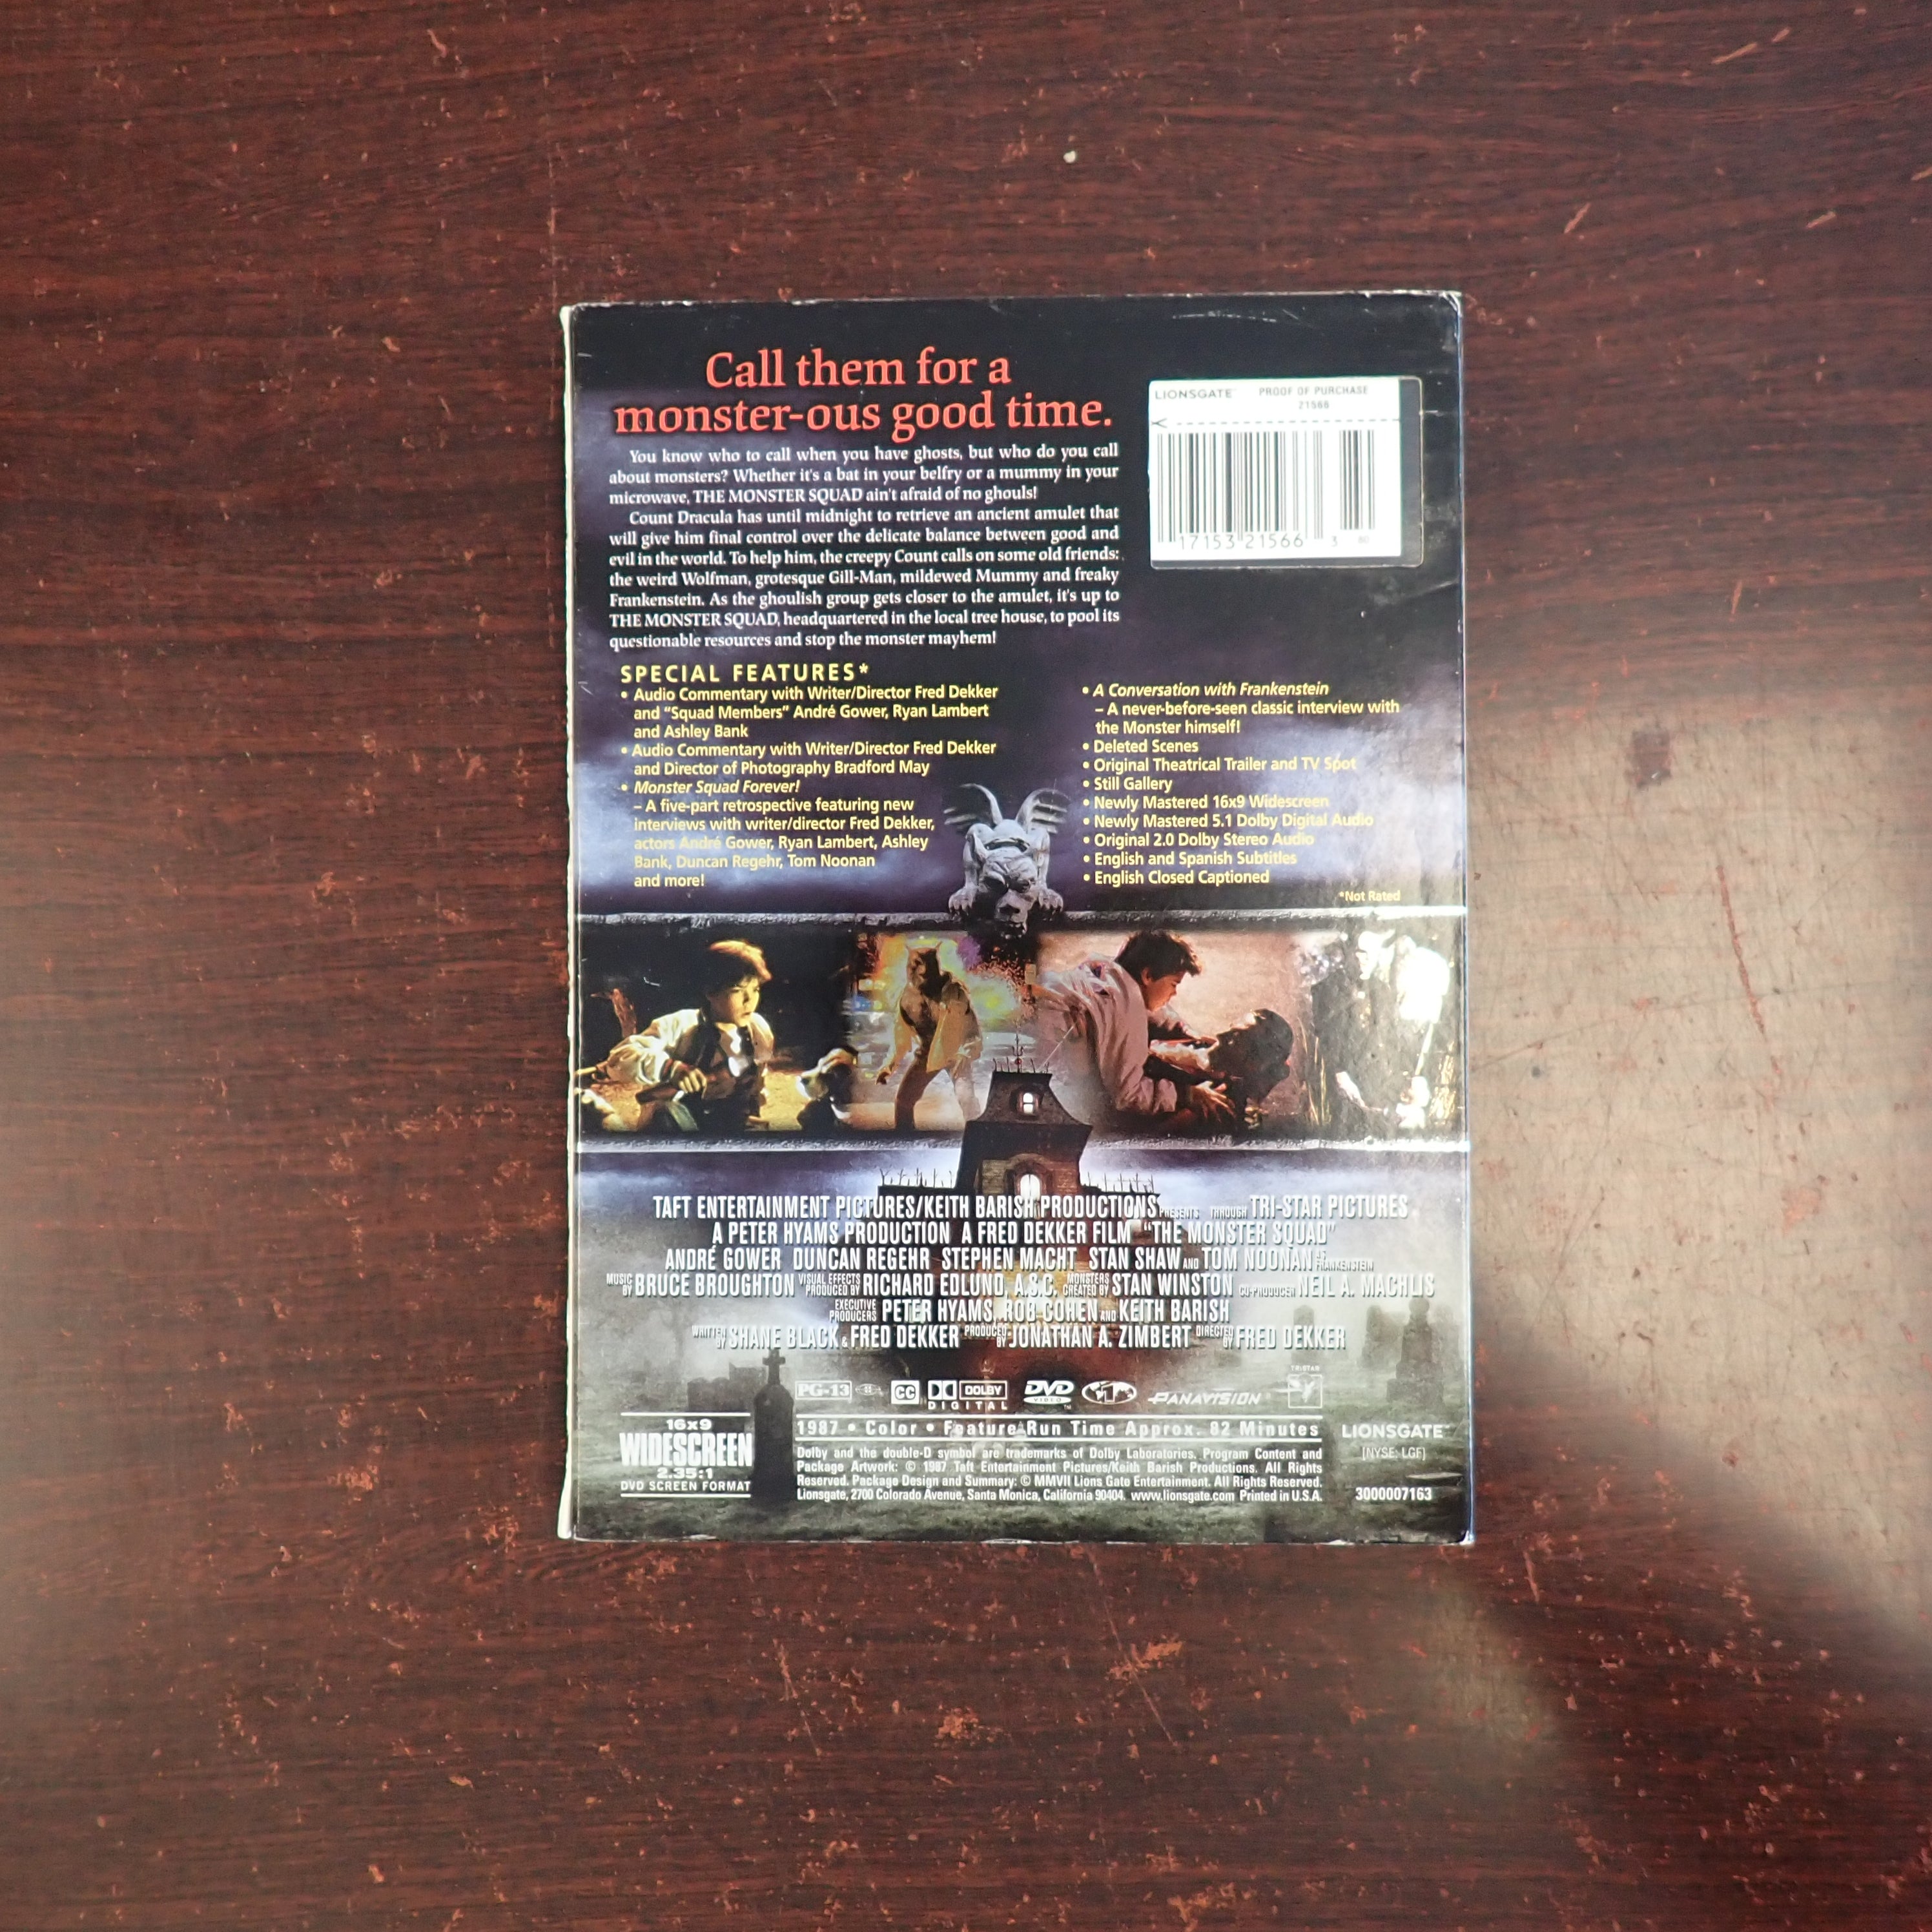 Call them for a
monster-ous good time.
You know who to call when you have ghosts, but who do you call
about monsters? Whether it's a bat in your belfry or a mummy in your
microwave, THE MONSTER SQUAD ain't afraid of no ghouls!
Count Dracula has until midnight to retrieve an ancient amulet that
will give him final control over the delicate balance between good and
evil in the world. To help him, the creepy Count calls on some old friends:
the weird Wolfman, grotesque Gill-Man, mildewed Mummy and freaky
Frankenstein. As the ghoulish group gets closer to the amulet, it's up to
THE MONSTER SQUAD, headquartered in the local tree house, to pool its
questionable resources and stop the monster mayhem!
LIONSGATE™ PROOF OF PURCHASE
21566
17153 21566 3 80
SPECIAL FEATURES*
• Audio Commentary with Writer/Director Fred Dekker
and “Squad Members” André Gower, Ryan Lambert
and Ashley Bank
• Audio Commentary with Writer/Director Fred Dekker
and Director of Photography Bradford May
• Monster Squad Forever!
– A five-part retrospective featuring new
interviews with writer/director Fred Dekker,
actors André Gower, Ryan Lambert, Ashley
Bank, Duncan Regehr, Tom Noonan
and more!
• A Conversation with Frankenstein
– A never-before-seen classic interview with
the Monster himself!
• Deleted Scenes
• Original Theatrical Trailer and TV Spot
• Still Gallery
• Newly Mastered 16x9 Widescreen
• Newly Mastered 5.1 Dolby Digital Audio
• Original 2.0 Dolby Stereo Audio
• English and Spanish Subtitles
• English Closed Captioned
*Not Rated
TAFT ENTERTAINMENT PICTURES/KEITH BARISH PRODUCTIONS PRESENTS THROUGH TRI-STAR PICTURES
A PETER HYAMS PRODUCTION A FRED DEKKER FILM “THE MONSTER SQUAD”
ANDRÉ GOWER DUNCAN REGEHR STEPHEN MACHT STAN SHAW AND TOM NOONAN AS FRANKENSTEIN
MUSIC BY BRUCE BROUGHTON VISUAL EFFECTS PRODUCED BY RICHARD EDLUND, A.S.C. MONSTERS CREATED BY STAN WINSTON CO-PRODUCER NEIL A. MACHLIS
EXECUTIVE PRODUCERS PETER HYAMS, ROB COHEN AND KEITH BARISH
WRITTEN BY SHANE BLACK & FRED DEKKER PRODUCED BY JONATHAN A. ZIMBERT DIRECTED BY FRED DEKKER
PG-13 CC DOLBY DIGITAL DVD VIDEO 1 PANAVISION® TRI-STAR
16x9
WIDESCREEN
2.35:1
DVD SCREEN FORMAT
1987 • Color • Feature Run Time Approx. 82 Minutes
Dolby and the double-D symbol are trademarks of Dolby Laboratories. Program Content and
Package Artwork: © 1987 Taft Entertainment Pictures/Keith Barish Productions. All Rights
Reserved. Package Design and Summary: © MMVII Lions Gate Entertainment. All Rights Reserved.
Lionsgate, 2700 Colorado Avenue, Santa Monica, California 90404. www.lionsgate.com Printed in U.S.A.
LIONSGATE™
[NYSE: LGF]
3000007163